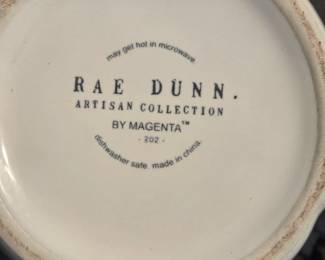 may get hot in microwave.
RAE DUNN.
ARTISAN COLLECTION
BY MAGENTA™
- 202 -
dishwasher safe. made in china.